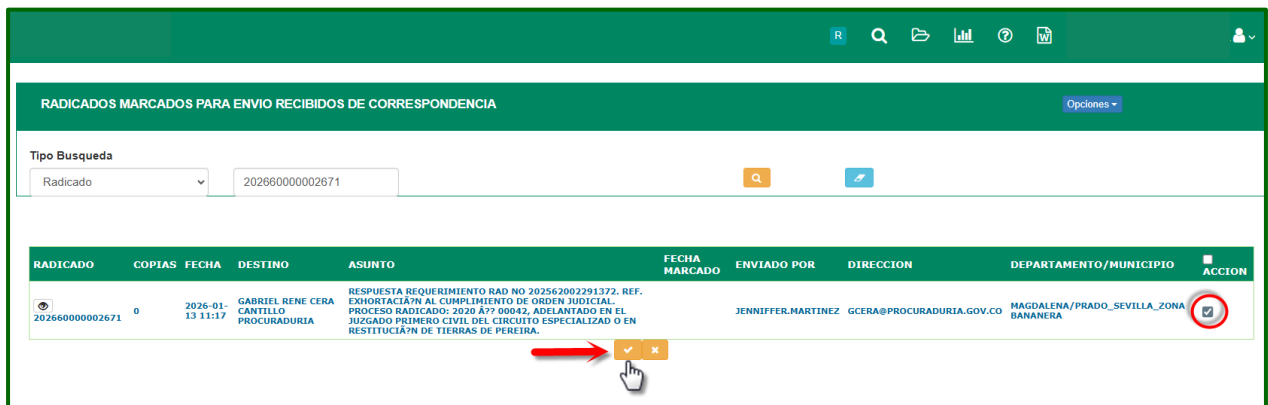 R
RADICADOS MARCADOS PARA ENVIO RECIBIDOS DE CORRESPONDENCIA
Opciones
Tipo Busqueda
Radicado
202660000002671
RADICADO COPIAS FECHA DESTINO ASUNTO FECHA MARCADO ENVIADO POR DIRECCION DEPARTAMENTO/MUNICIPIO ACCION
202660000002671
0
2026-01-
13 11:17
GABRIEL RENE CERA
CANTILLO
PROCURADURIA
RESPUESTA REQUERIMIENTO RAD NO 202562002291372. REF.
EXHORTACIÃ?N AL CUMPLIMIENTO DE ORDEN JUDICIAL.
PROCESO RADICADO: 2020 Â?? 00042, ADELANTADO EN EL
JUZGADO PRIMERO CIVIL DEL CIRCUITO ESPECIALIZADO O EN
RESTITUCIÃ?N DE TIERRAS DE PEREIRA.
JENNIFFER.MARTINEZ
GCERA@PROCURADURIA.GOV.CO
MAGDALENA/PRADO_SEVILLA_ZONA
BANANERA